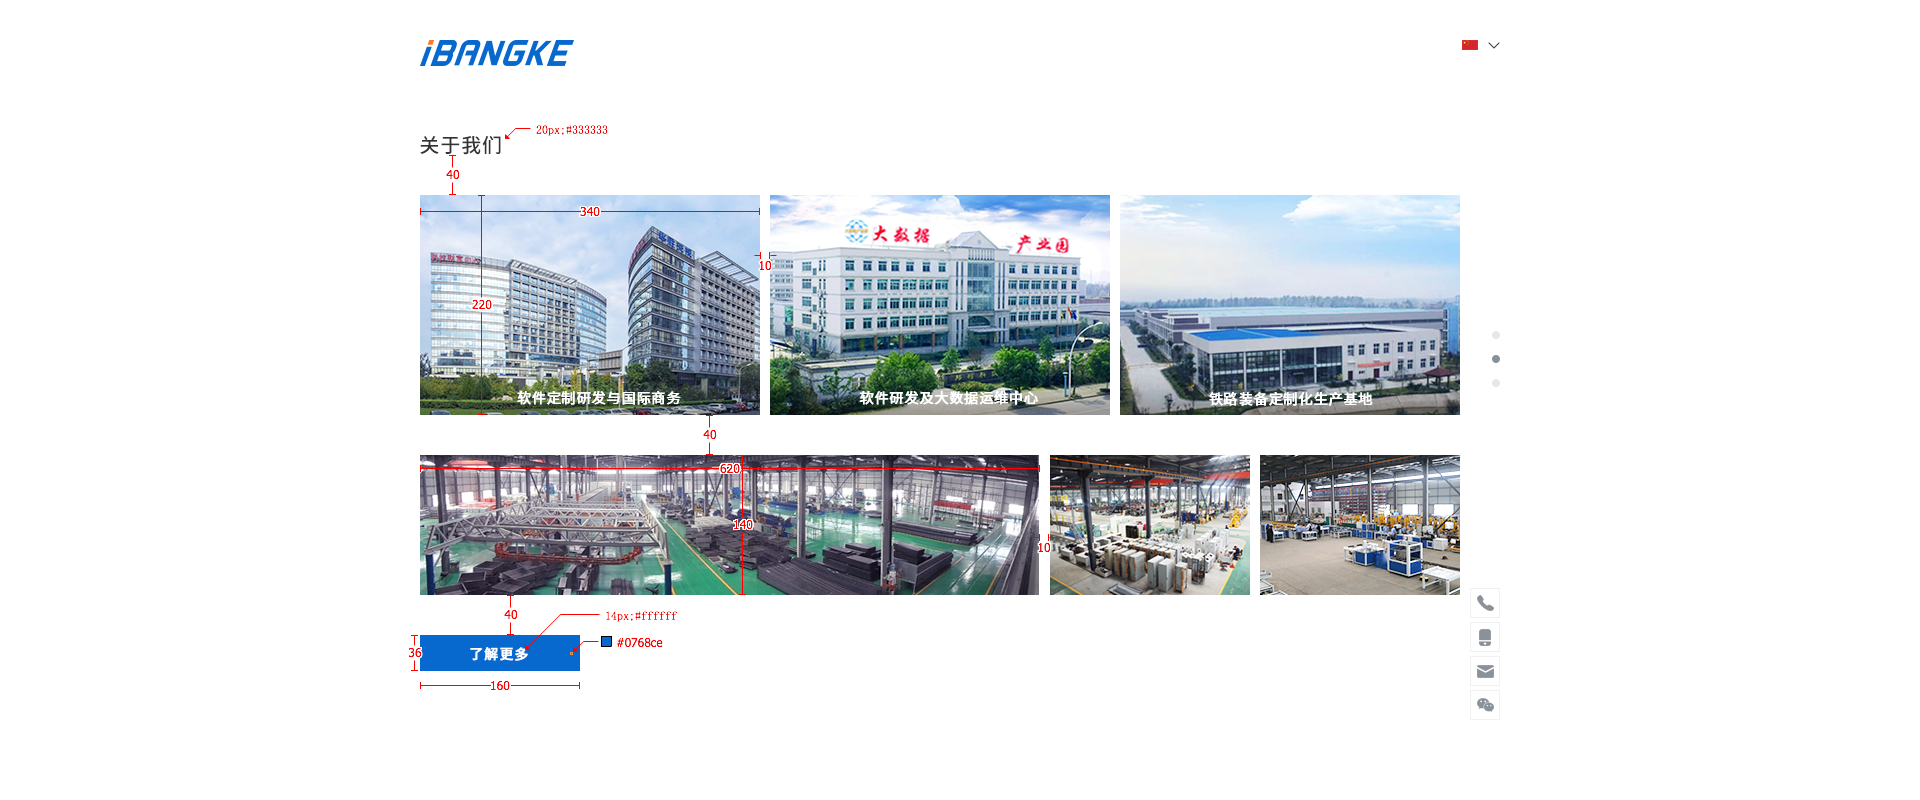 iBANGKE
20px;#333333
关于我们
40
340
220
10
大数据
产业园
软件定制研发与国际商务
软件研发及大数据运维中心
铁路装备定制化生产基地
40
620
140
10
40
14px;#ffffff
36
了解更多
#0768ce
160